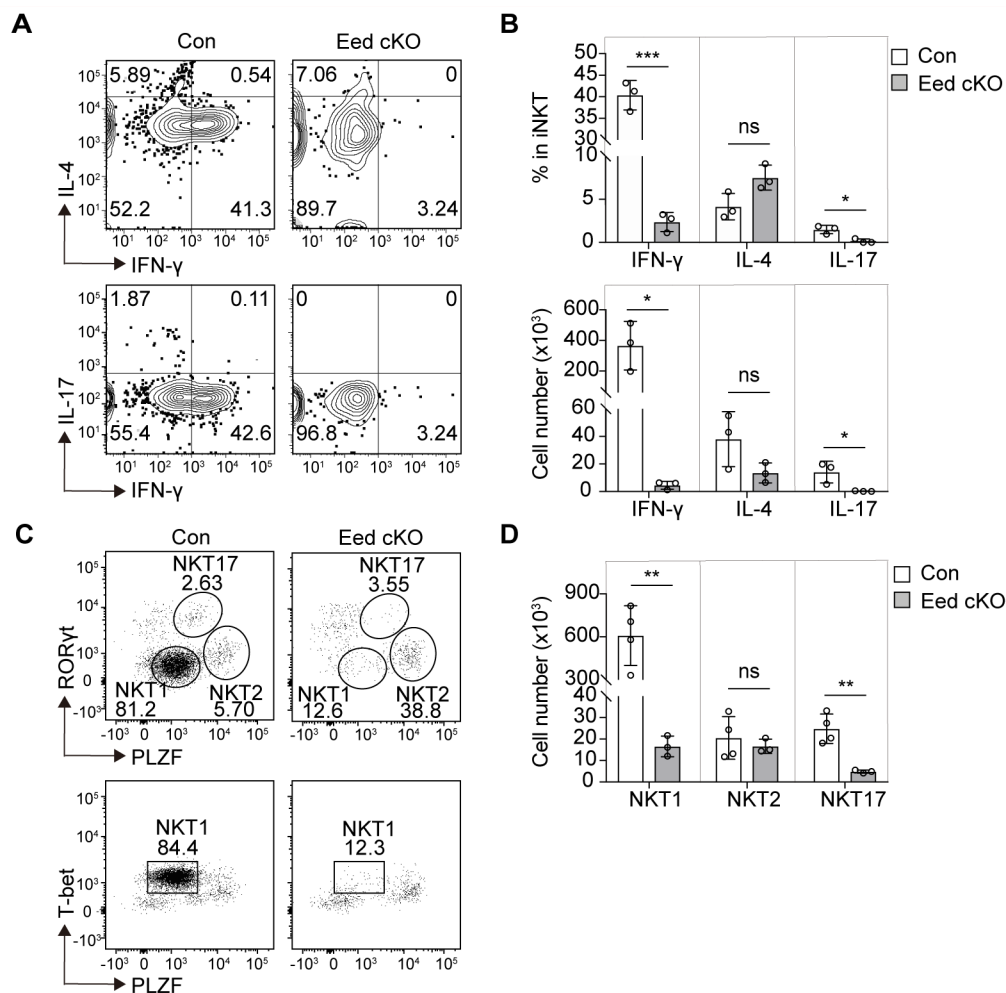 A
Con
Eed cKO
10⁵
10⁴
10³
10²
10¹
IL-4
5.89
0.54
52.2
41.3
7.06
0
89.7
3.24
10¹ 10² 10³ 10⁴ 10⁵
10¹ 10² 10³ 10⁴ 10⁵
IFN-γ
10⁵
10⁴
10³
10²
10¹
IL-17
1.87
0.11
55.4
42.6
0
0
96.8
3.24
10¹ 10² 10³ 10⁴ 10⁵
10¹ 10² 10³ 10⁴ 10⁵
IFN-γ
B
% in iNKT
50
45
40
35
30
10
5
0
***
ns
*
IFN-γ
IL-4
IL-17
Con
Eed cKO
Cell number (x10³)
600
400
200
60
40
20
0
*
ns
*
IFN-γ
IL-4
IL-17
C
Con
Eed cKO
10⁵
10⁴
10³
0
-10³
RORγt
NKT17
2.63
NKT1
81.2
NKT2
5.70
NKT17
3.55
NKT1
12.6
NKT2
38.8
-10³ 0 10³ 10⁴ 10⁵
-10³ 0 10³ 10⁴ 10⁵
PLZF
10⁵
10⁴
10³
0
-10³
T-bet
NKT1
84.4
NKT1
12.3
-10³ 0 10³ 10⁴ 10⁵
-10³ 0 10³ 10⁴ 10⁵
PLZF
D
Cell number (x10³)
900
600
300
40
30
20
10
0
**
ns
**
NKT1
NKT2
NKT17
Con
Eed cKO